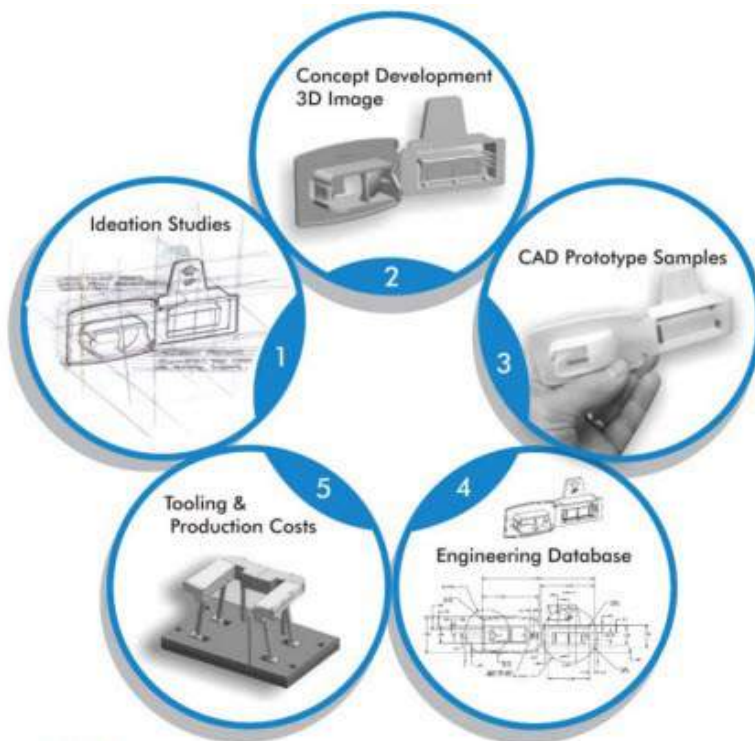 Ideation Studies
1
Concept Development
3D Image
2
CAD Prototype Samples
3
4
Engineering Database
5
Tooling &
Production Costs